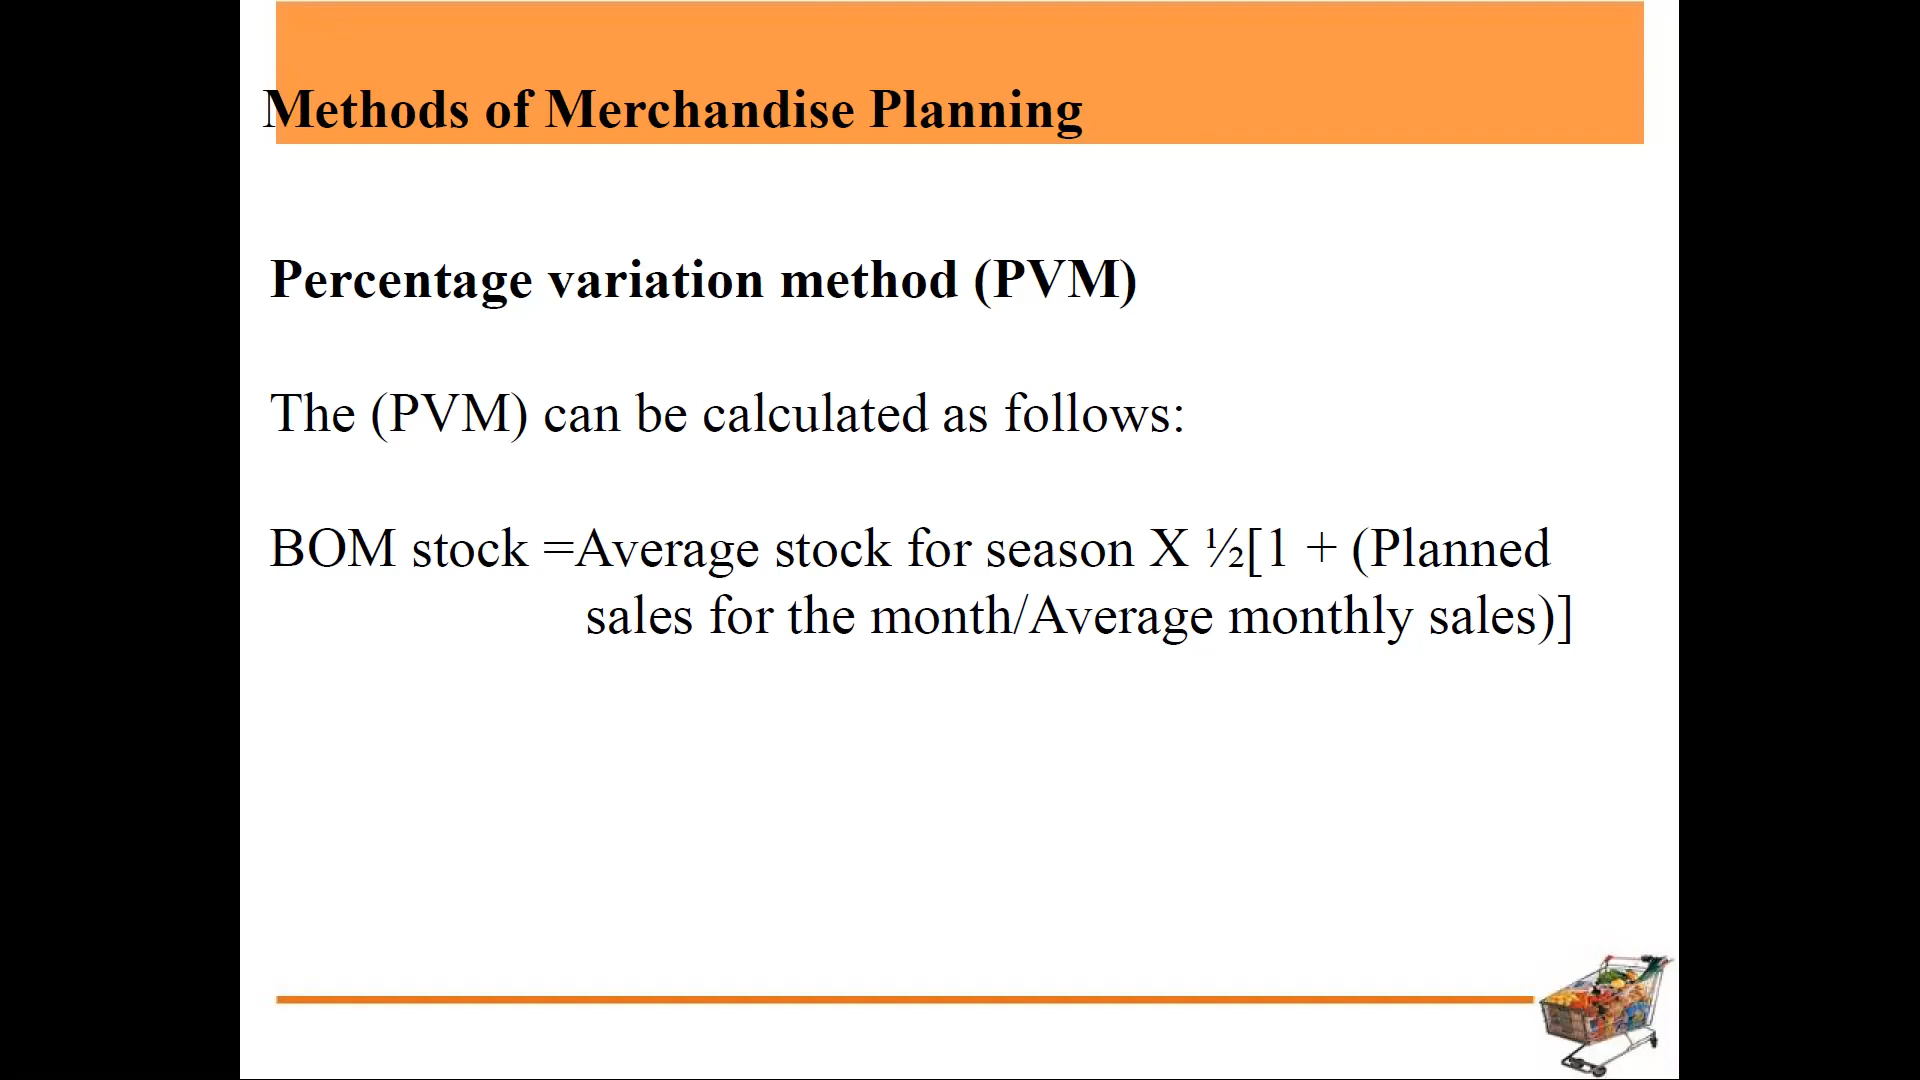 Methods of Merchandise Planning
Percentage variation method (PVM)
The (PVM) can be calculated as follows:
BOM stock =Average stock for season X ½[1 + (Planned
sales for the month/Average monthly sales)]